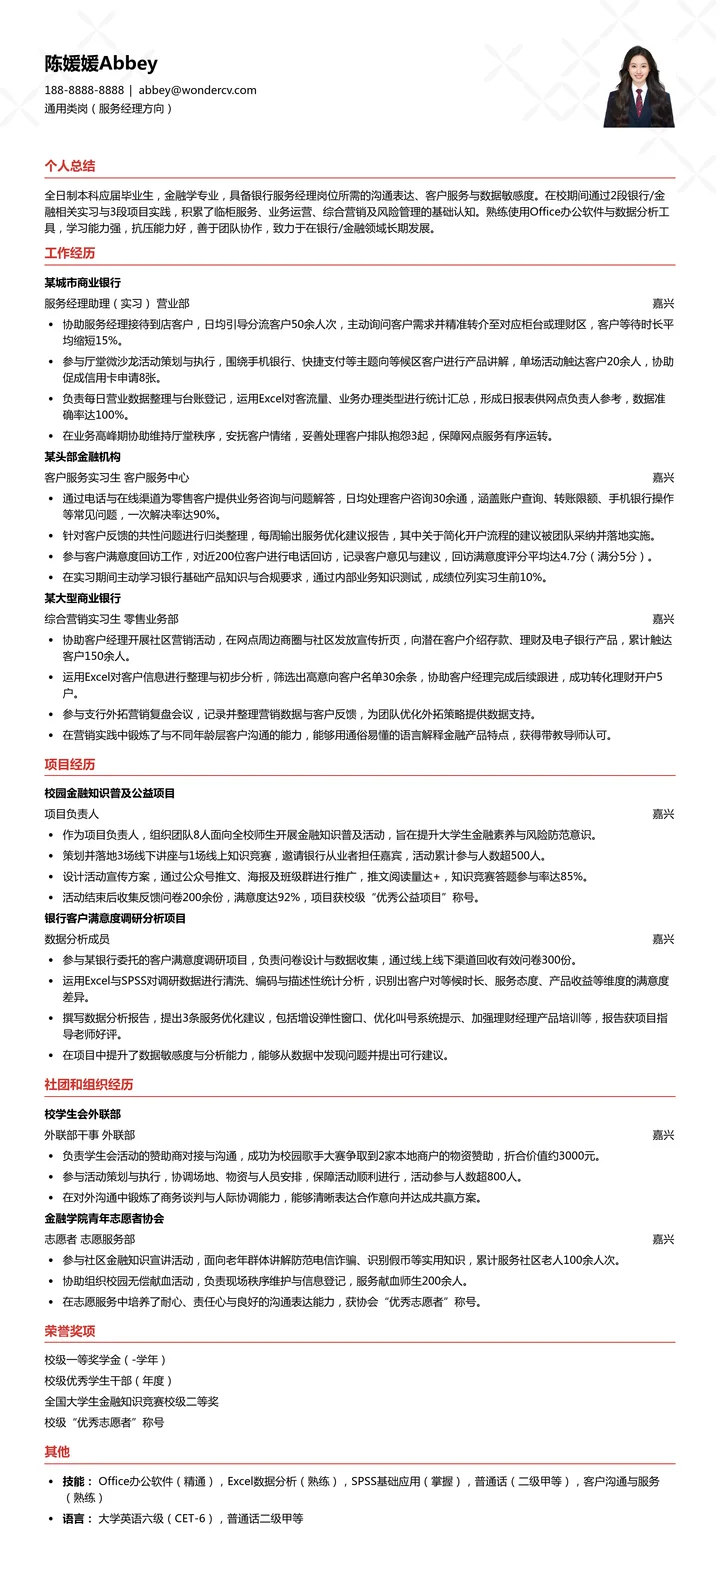 陈媛媛Abbey
188-8888-8888 | abbey@wondercv.com
通用类岗（服务经理方向）
个人总结
全日制本科应届毕业生，金融学专业，具备银行服务经理岗位所需的沟通表达、客户服务与数据敏感度。在校期间通过2段银行/金
融相关实习与3段项目实践，积累了临柜服务、业务运营、综合营销及风险管理的基础认知。熟练使用Office办公软件与数据分析工
具，学习能力强，抗压能力好，善于团队协作，致力于在银行/金融领域长期发展。
工作经历
某城市商业银行
服务经理助理（实习） 营业部 嘉兴
• 协助服务经理接待到店客户，日均引导分流客户50余人次，主动询问客户需求并精准转介至对应柜台或理财区，客户等待时长平
均缩短15%。
• 参与厅堂微沙龙活动策划与执行，围绕手机银行、快捷支付等主题向等候区客户进行产品讲解，单场活动触达客户20余人，协助
促成信用卡申请8张。
• 负责每日营业数据整理与台账登记，运用Excel对客流量、业务办理类型进行统计汇总，形成日报表供网点负责人参考，数据准
确率达100%。
• 在业务高峰期协助维持厅堂秩序，安抚客户情绪，妥善处理客户排队抱怨3起，保障网点服务有序运转。
某头部金融机构
客户服务实习生 客户服务中心 嘉兴
• 通过电话与在线渠道为零售客户提供业务咨询与问题解答，日均处理客户咨询30余通，涵盖账户查询、转账限额、手机银行操作
等常见问题，一次解决率达90%。
• 针对客户反馈的共性问题进行归类整理，每周输出服务优化建议报告，其中关于简化开户流程的建议被团队采纳并落地实施。
• 参与客户满意度回访工作，对近200位客户进行电话回访，记录客户意见与建议，回访满意度评分平均达4.7分（满分5分）。
• 在实习期间主动学习银行基础产品知识与合规要求，通过内部业务知识测试，成绩位列实习生前10%。
某大型商业银行
综合营销实习生 零售业务部 嘉兴
• 协助客户经理开展社区营销活动，在网点周边商圈与社区发放宣传折页，向潜在客户介绍存款、理财及电子银行产品，累计触达
客户150余人。
• 运用Excel对客户信息进行整理与初步分析，筛选出高意向客户名单30余条，协助客户经理完成后续跟进，成功转化理财开户5
户。
• 参与支行外拓营销复盘会议，记录并整理营销数据与客户反馈，为团队优化外拓策略提供数据支持。
• 在营销实践中锻炼了与不同年龄层客户沟通的能力，能够用通俗易懂的语言解释金融产品特点，获得带教导师认可。
项目经历
校园金融知识普及公益项目
项目负责人 嘉兴
• 作为项目负责人，组织团队8人面向全校师生开展金融知识普及活动，旨在提升大学生金融素养与风险防范意识。
• 策划并落地3场线下讲座与1场线上知识竞赛，邀请银行从业者担任嘉宾，活动累计参与人数超500人。
• 设计活动宣传方案，通过公众号推文、海报及班级群进行推广，推文阅读量达+，知识竞赛答题参与率达85%。
• 活动结束后收集反馈问卷200余份，满意度达92%，项目获校级“优秀公益项目”称号。
银行客户满意度调研分析项目
数据分析成员 嘉兴
• 参与某银行委托的客户满意度调研项目，负责问卷设计与数据收集，通过线上线下渠道回收有效问卷300份。
• 运用Excel与SPSS对调研数据进行清洗、编码与描述性统计分析，识别出客户对等候时长、服务态度、产品收益等维度的满意度
差异。
• 撰写数据分析报告，提出3条服务优化建议，包括增设弹性窗口、优化叫号系统提示、加强理财经理产品培训等，报告获项目指
导老师好评。
• 在项目中提升了数据敏感度与分析能力，能够从数据中发现问题并提出可行建议。
社团和组织经历
校学生会外联部
外联部干事 外联部 嘉兴
• 负责学生会活动的赞助商对接与沟通，成功为校园歌手大赛争取到2家本地商户的物资赞助，折合价值约3000元。
• 参与活动策划与执行，协调场地、物资与人员安排，保障活动顺利进行，活动参与人数超800人。
• 在对外沟通中锻炼了商务谈判与人际协调能力，能够清晰表达合作意向并达成共赢方案。
金融学院青年志愿者协会
志愿者 志愿服务部 嘉兴
• 参与社区金融知识宣讲活动，面向老年群体讲解防范电信诈骗、识别假币等实用知识，累计服务社区老人100余人次。
• 协助组织校园无偿献血活动，负责现场秩序维护与信息登记，服务献血师生200余人。
• 在志愿服务中培养了耐心、责任心与良好的沟通表达能力，获协会“优秀志愿者”称号。
荣誉奖项
校级一等奖学金（-学年）
校级优秀学生干部（年度）
全国大学生金融知识竞赛校级二等奖
校级“优秀志愿者”称号
其他
• 技能： Office办公软件（精通），Excel数据分析（熟练），SPSS基础应用（掌握），普通话（二级甲等），客户沟通与服务
（熟练）
• 语言： 大学英语六级（CET-6），普通话二级甲等